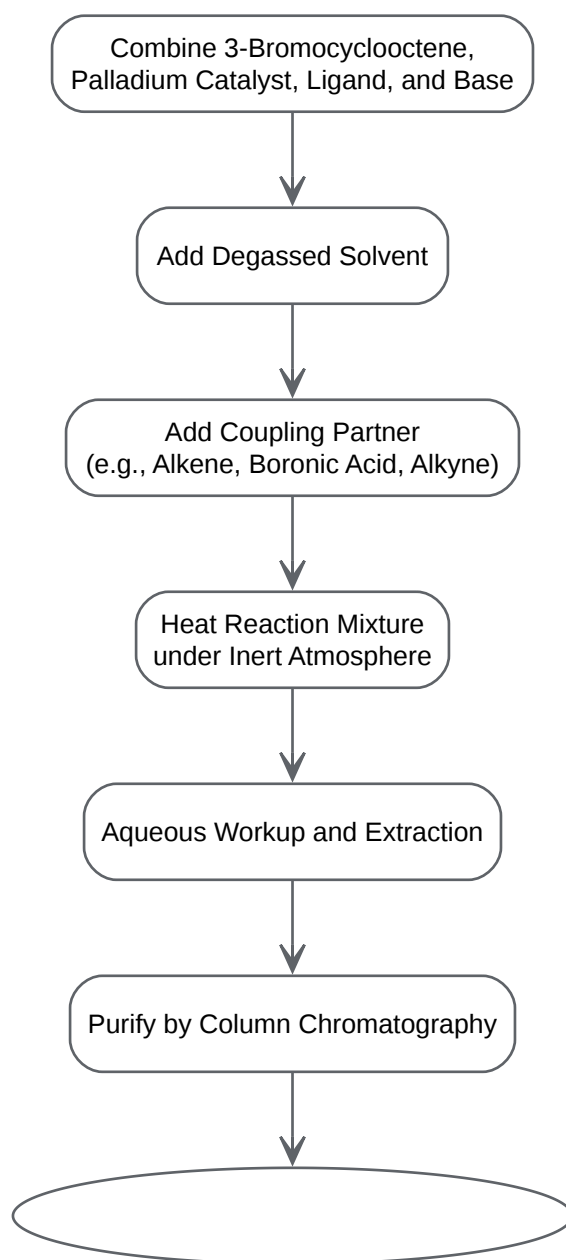 Combine 3-Bromocyclooctene,
Palladium Catalyst, Ligand, and Base
Add Degassed Solvent
Add Coupling Partner
(e.g., Alkene, Boronic Acid, Alkyne)
Heat Reaction Mixture
under Inert Atmosphere
Aqueous Workup and Extraction
Purify by Column Chromatography